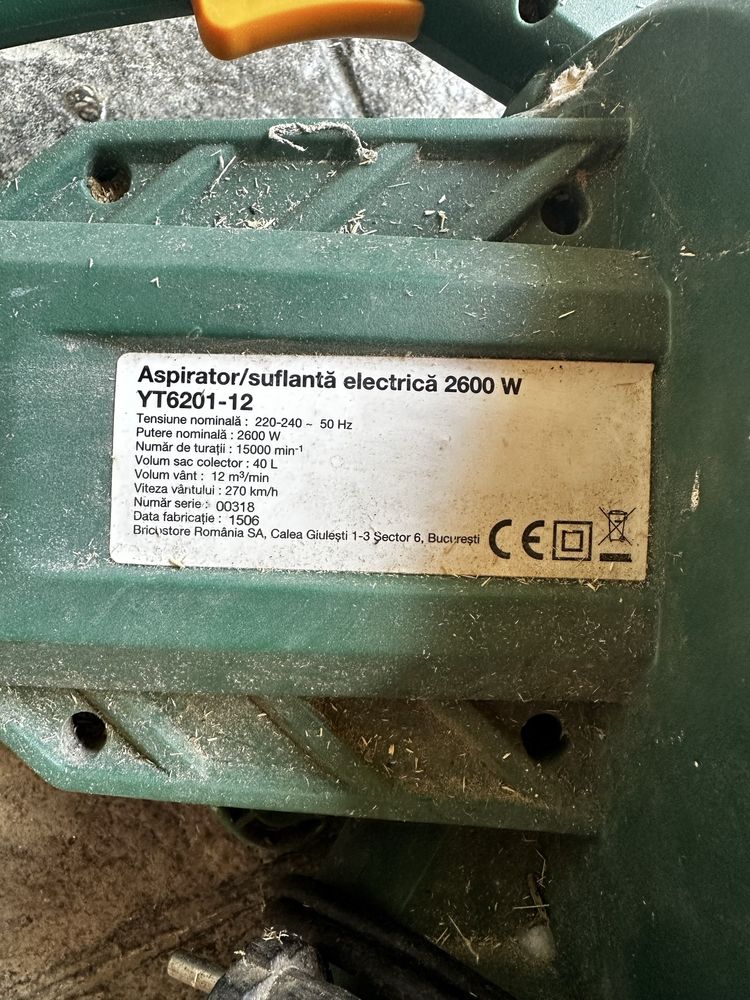 Aspirator/suflantă electrică 2600 W
YT6201-12
Tensiune nominală : 220-240 ~ 50 Hz
Putere nominală : 2600 W
Număr de turații : 15000 min⁻¹
Volum sac colector : 40 L
Volum vânt : 12 m³/min
Viteza vântului : 270 km/h
Număr serie : 00318
Data fabricație : 1506
Bricostore România SA, Calea Giulești 1-3 Sector 6, București CE